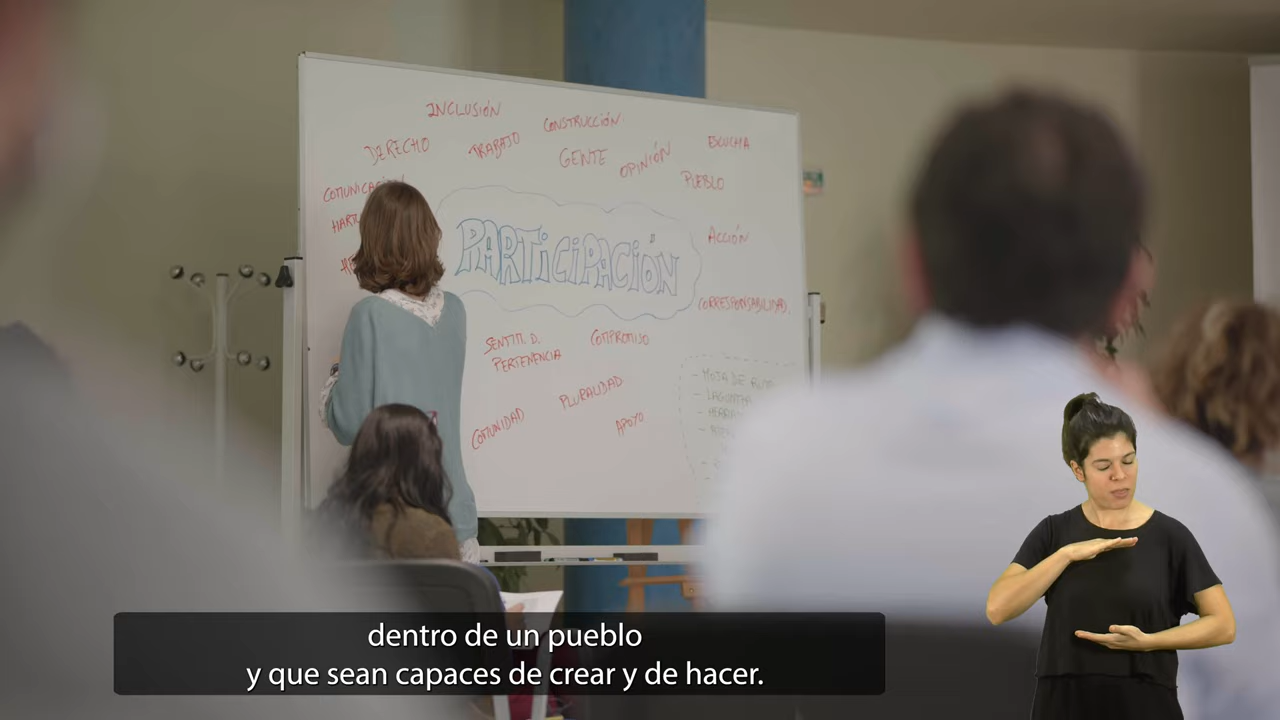 INCLUSIÓN
CONSTRUCCIÓN
DERECHO
TRABAJO
GENTE
OPINIÓN
ESCUCHA
PUEBLO
PARTICIPACIÓN
ACCIÓN
CORRESPONSABILIDAD
SENTIM. D.
PERTENENCIA
COMPROMISO
PLURALIDAD
COMUNIDAD
APOYO
dentro de un pueblo
y que sean capaces de crear y de hacer.